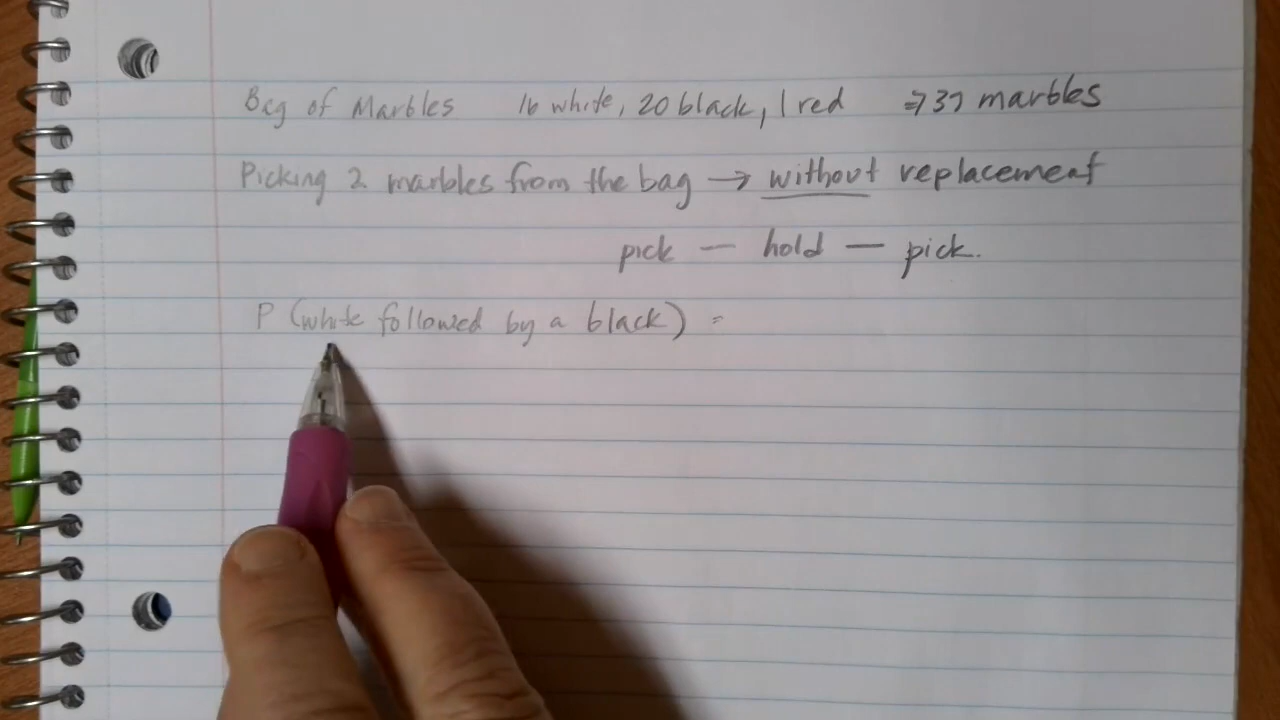 Bag of Marbles 16 white, 20 black, 1 red ⇒ 37 marbles
Picking 2 marbles from the bag → without replacement
pick — hold — pick.
P (white followed by a black) =